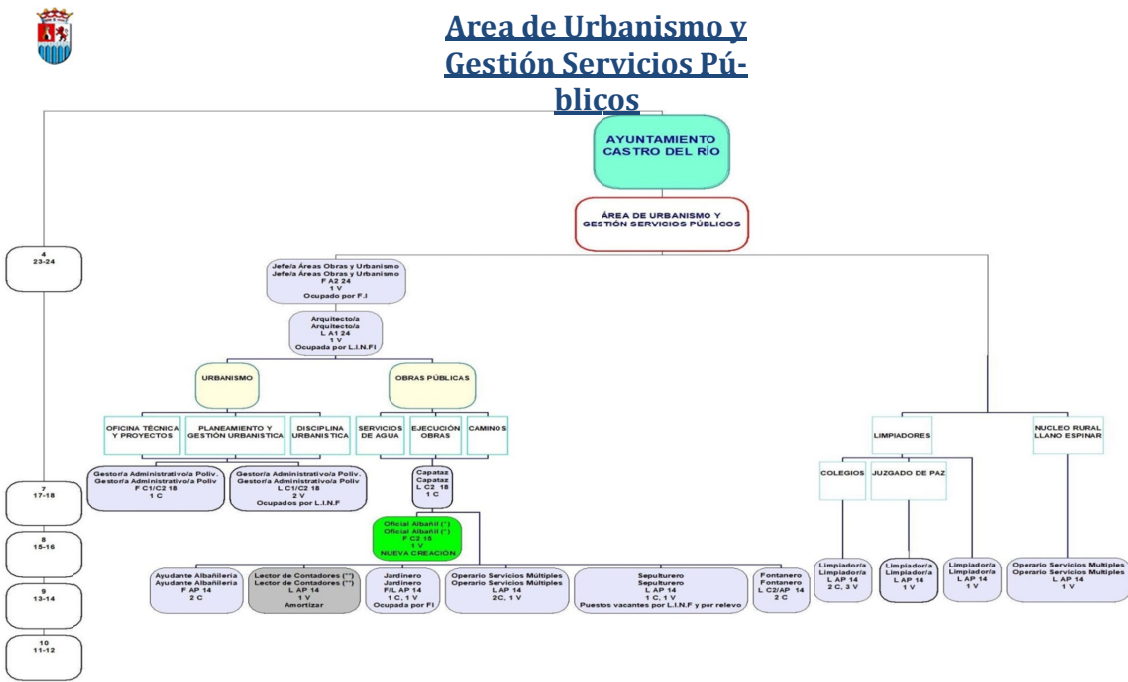 Area de Urbanismo y
Gestión Servicios Pú-
blicos
AYUNTAMIENTO
CASTRO DEL RÍO
ÁREA DE URBANISMO Y
GESTIÓN SERVICIOS PÚBLICOS
4
23-24
Jefe/a Áreas Obras y Urbanismo
Jefe/a Áreas Obras y Urbanismo
F A2 24
1 V
Ocupado por F.I
Arquitecto/a
Arquitecto/a
L A1 24
1 V
Ocupada por L.I.N.FI
URBANISMO
OBRAS PÚBLICAS
OFICINA TÉCNICA
Y PROYECTOS
PLANEAMIENTO Y
GESTIÓN URBANISTICA
DISCIPLINA
URBANISTICA
SERVICIOS
DE AGUA
EJECUCIÓN
OBRAS
CAMINOS
LIMPIADORES
NUCLEO RURAL
LLANO ESPINAR
COLEGIOS
JUZGADO DE PAZ
7
17-18
Gestor/a Administrativo/a Poliv.
Gestor/a Administrativo/a Poliv
F C1/C2 18
1 C
Gestor/a Administrativo/a Poliv.
Gestor/a Administrativo/a Poliv
L C1/C2 18
2 V
Ocupados por L.I.N.F
Capataz
Capataz
L C2 18
1 C
8
15-16
Oficial Albañil (*)
Oficial Albañil (*)
F C2 15
1 V
NUEVA CREACIÓN
9
13-14
Ayudante Albañilería
Ayudante Albañilería
F AP 14
2 C
Lector de Contadores (**)
Lector de Contadores (**)
L AP 14
1 V
Amortizar
Jardinero
Jardinero
F/L AP 14
1 C, 1 V
Ocupada por FI
Operario Servicios Múltiples
Operario Servicios Múltiples
L AP 14
2C, 1 V
Sepulturero
Sepulturero
L AP 14
1 C, 1 V
Puestos vacantes por L.I.N.F y por relevo
Fontanero
Fontanero
L C2/AP 14
2 C
Limpiador/a
Limpiador/a
L AP 14
2 C, 3 V
Limpiador/a
Limpiador/a
L AP 14
1 V
Limpiador/a
Limpiador/a
L AP 14
1 V
Operario Servicios Multiples
Operario Servicios Multiples
L AP 14
1 V
10
11-12